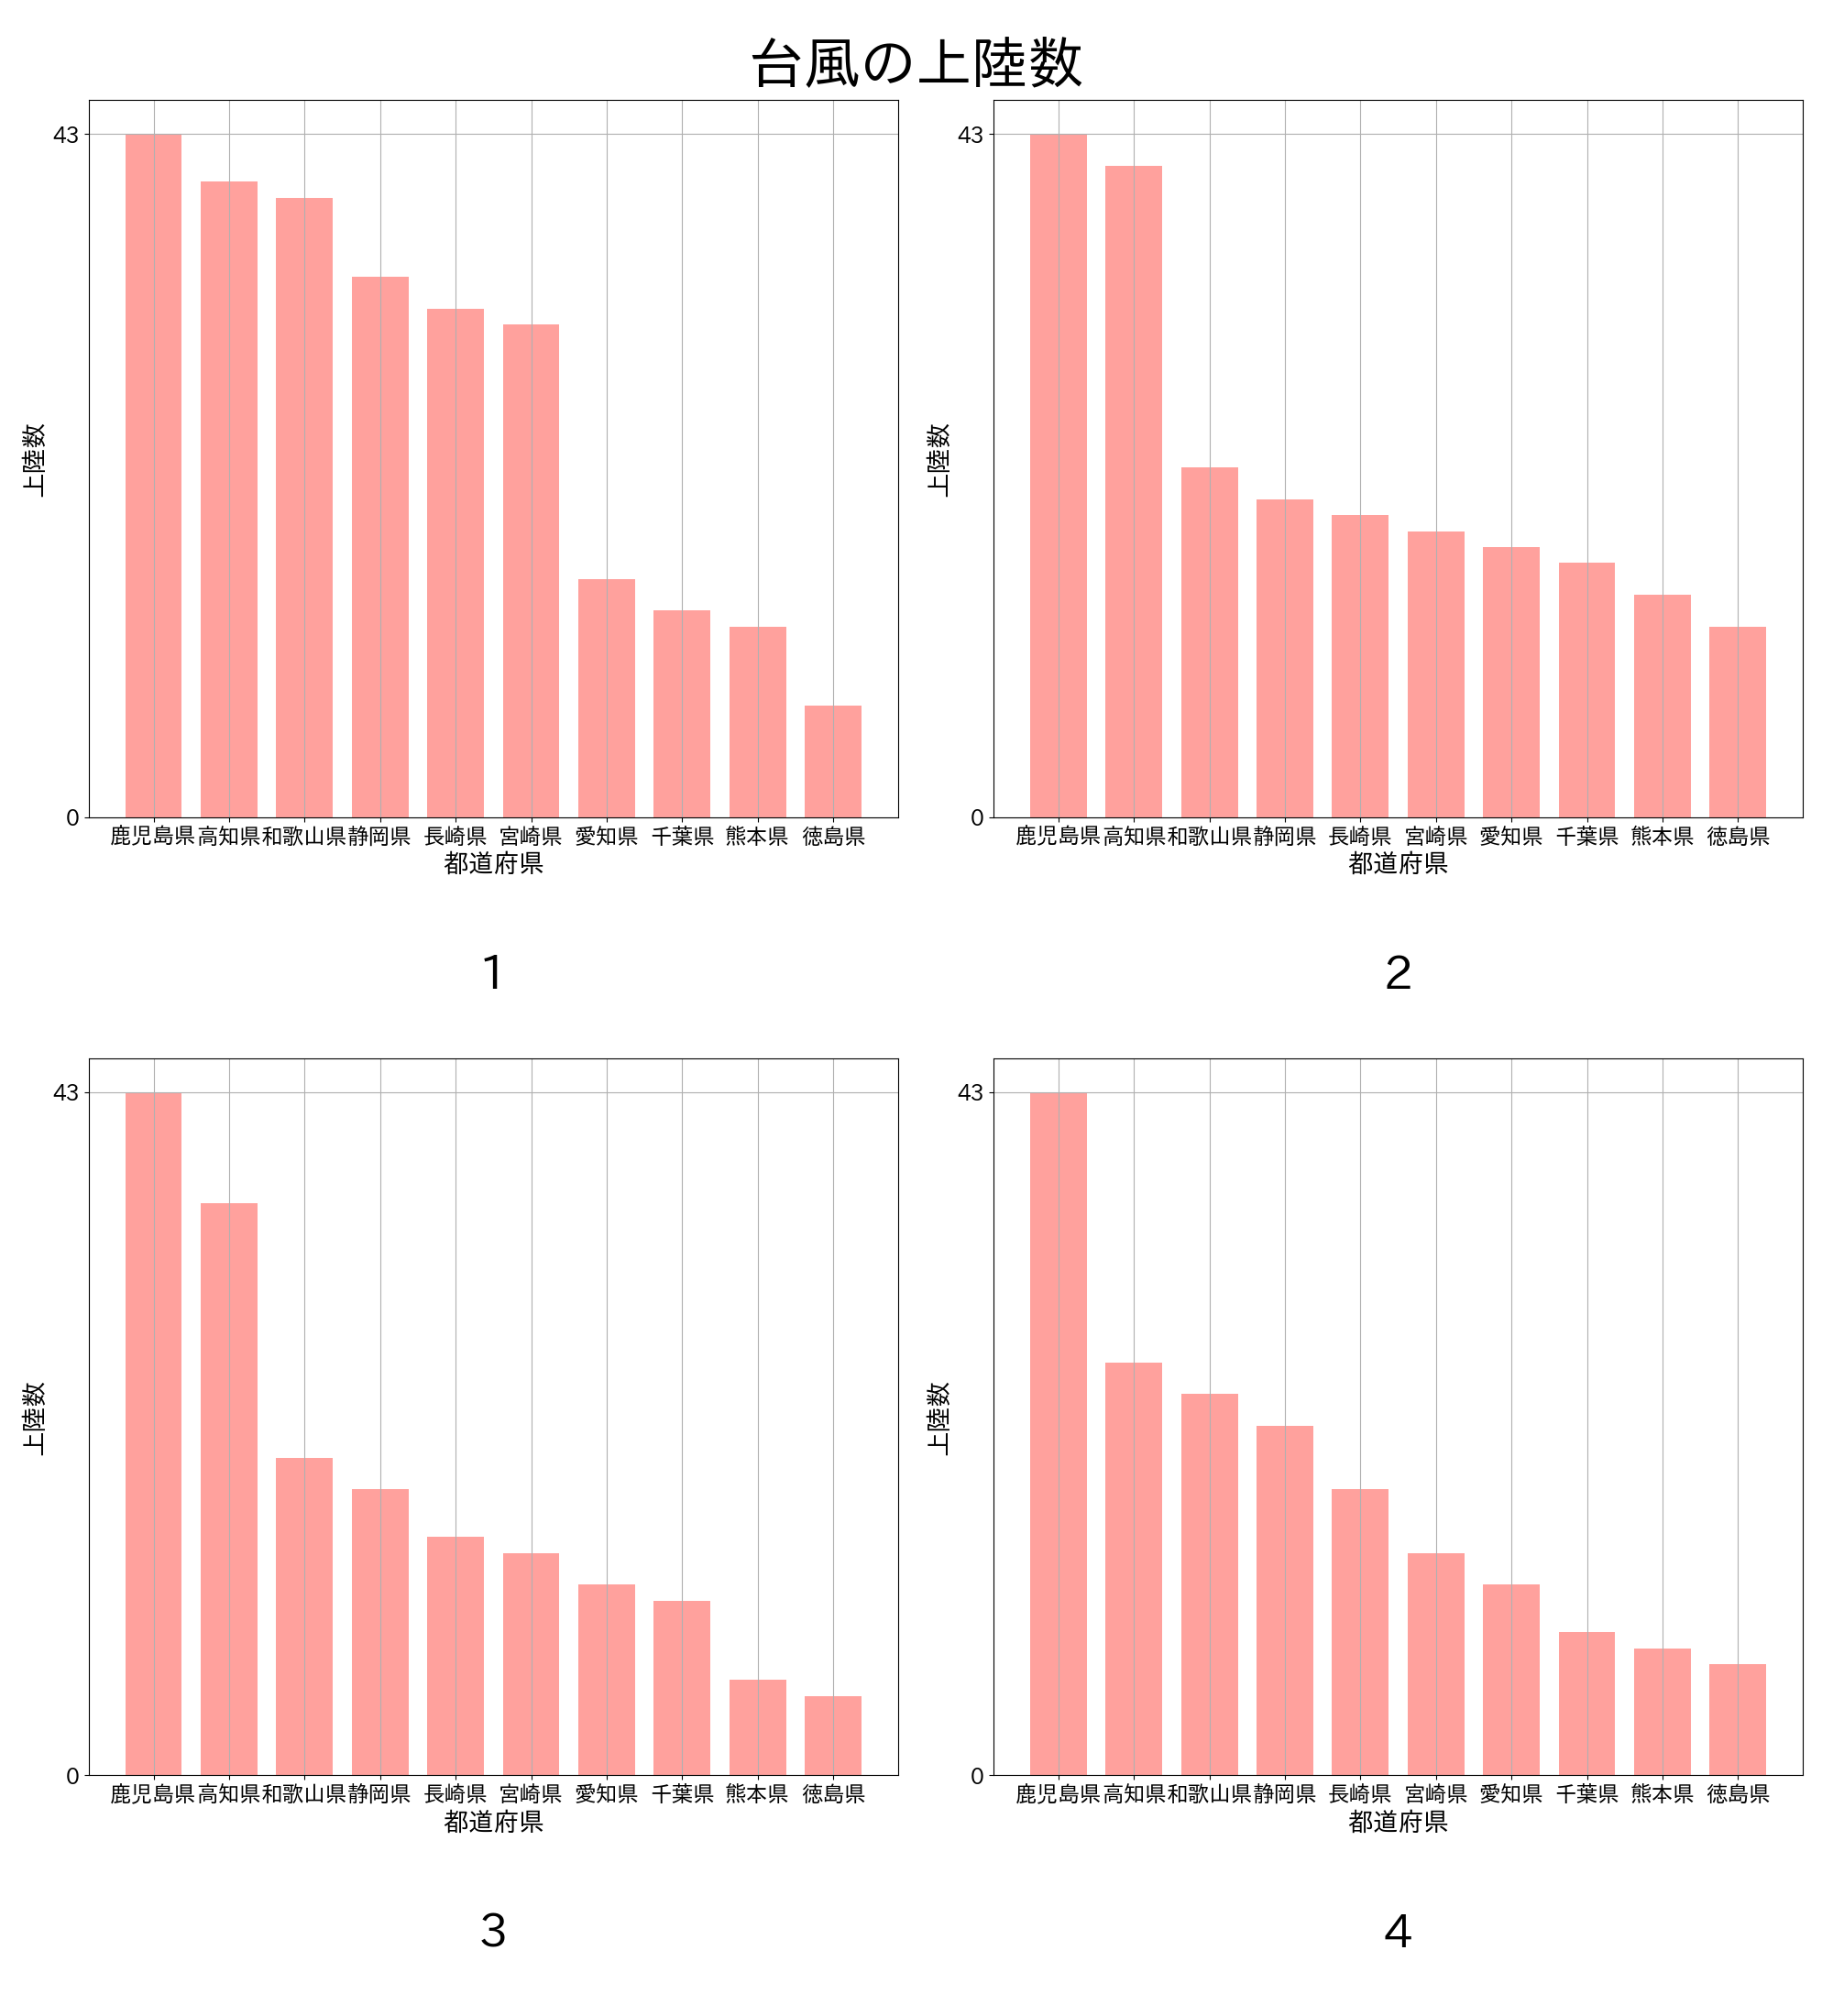 台風の上陸数
43
0
上陸数
鹿児島県 高知県 和歌山県 静岡県 長崎県 宮崎県 愛知県 千葉県 熊本県 徳島県
都道府県
1
43
0
上陸数
鹿児島県 高知県 和歌山県 静岡県 長崎県 宮崎県 愛知県 千葉県 熊本県 徳島県
都道府県
2
43
0
上陸数
鹿児島県 高知県 和歌山県 静岡県 長崎県 宮崎県 愛知県 千葉県 熊本県 徳島県
都道府県
3
43
0
上陸数
鹿児島県 高知県 和歌山県 静岡県 長崎県 宮崎県 愛知県 千葉県 熊本県 徳島県
都道府県
4